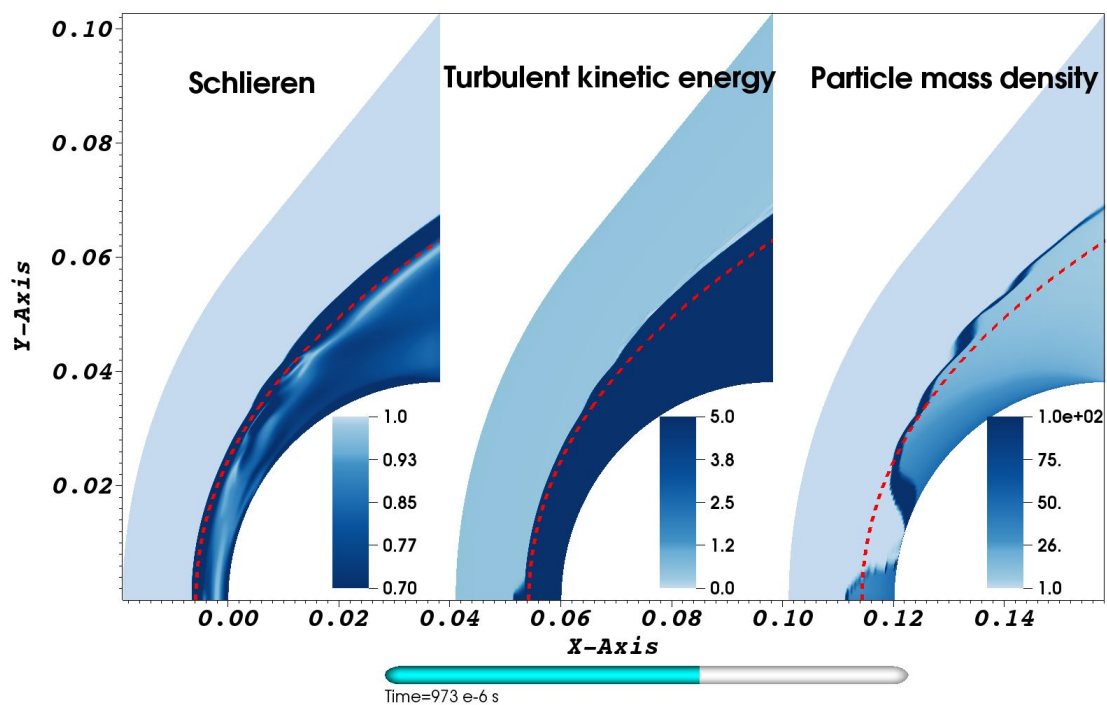 0.10
0.08
0.06
0.04
0.02
Y-Axis
Schlieren
Turbulent kinetic energy
Particle mass density
1.0
0.93
0.85
0.77
0.70
5.0
3.8
2.5
1.2
0.0
1.0e+02
75.
50.
26.
1.0
0.00 0.02 0.04 0.06 0.08 0.10 0.12 0.14
X-Axis
Time=973 e-6 s